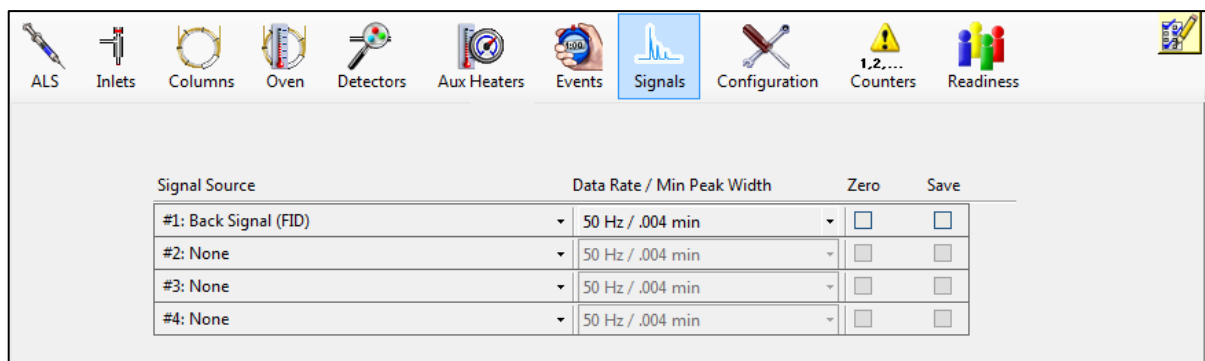 ALS Inlets Columns Oven Detectors Aux Heaters Events Signals Configuration Counters Readiness
1:00
1,2,...
Signal Source Data Rate / Min Peak Width Zero Save
#1: Back Signal (FID) 50 Hz / .004 min
#2: None 50 Hz / .004 min
#3: None 50 Hz / .004 min
#4: None 50 Hz / .004 min